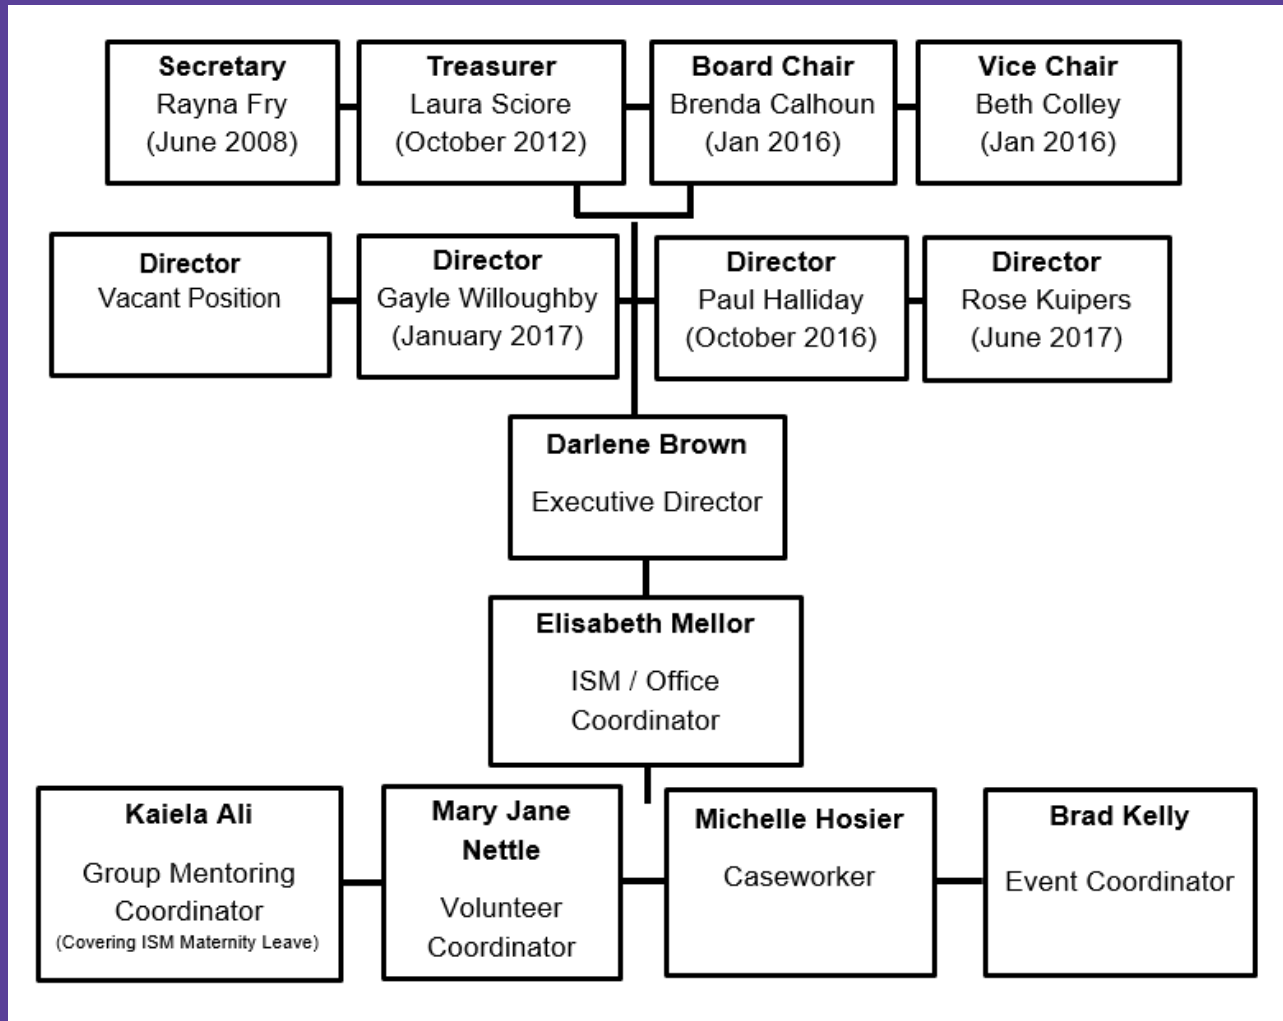 Secretary
Rayna Fry
(June 2008)
Treasurer
Laura Sciore
(October 2012)
Board Chair
Brenda Calhoun
(Jan 2016)
Vice Chair
Beth Colley
(Jan 2016)
Director
Vacant Position
Director
Gayle Willoughby
(January 2017)
Director
Paul Halliday
(October 2016)
Director
Rose Kuipers
(June 2017)
Darlene Brown
Executive Director
Elisabeth Mellor
ISM / Office
Coordinator
Kaiela Ali
Group Mentoring
Coordinator
(Covering ISM Maternity Leave)
Mary Jane
Nettle
Volunteer
Coordinator
Michelle Hosier
Caseworker
Brad Kelly
Event Coordinator